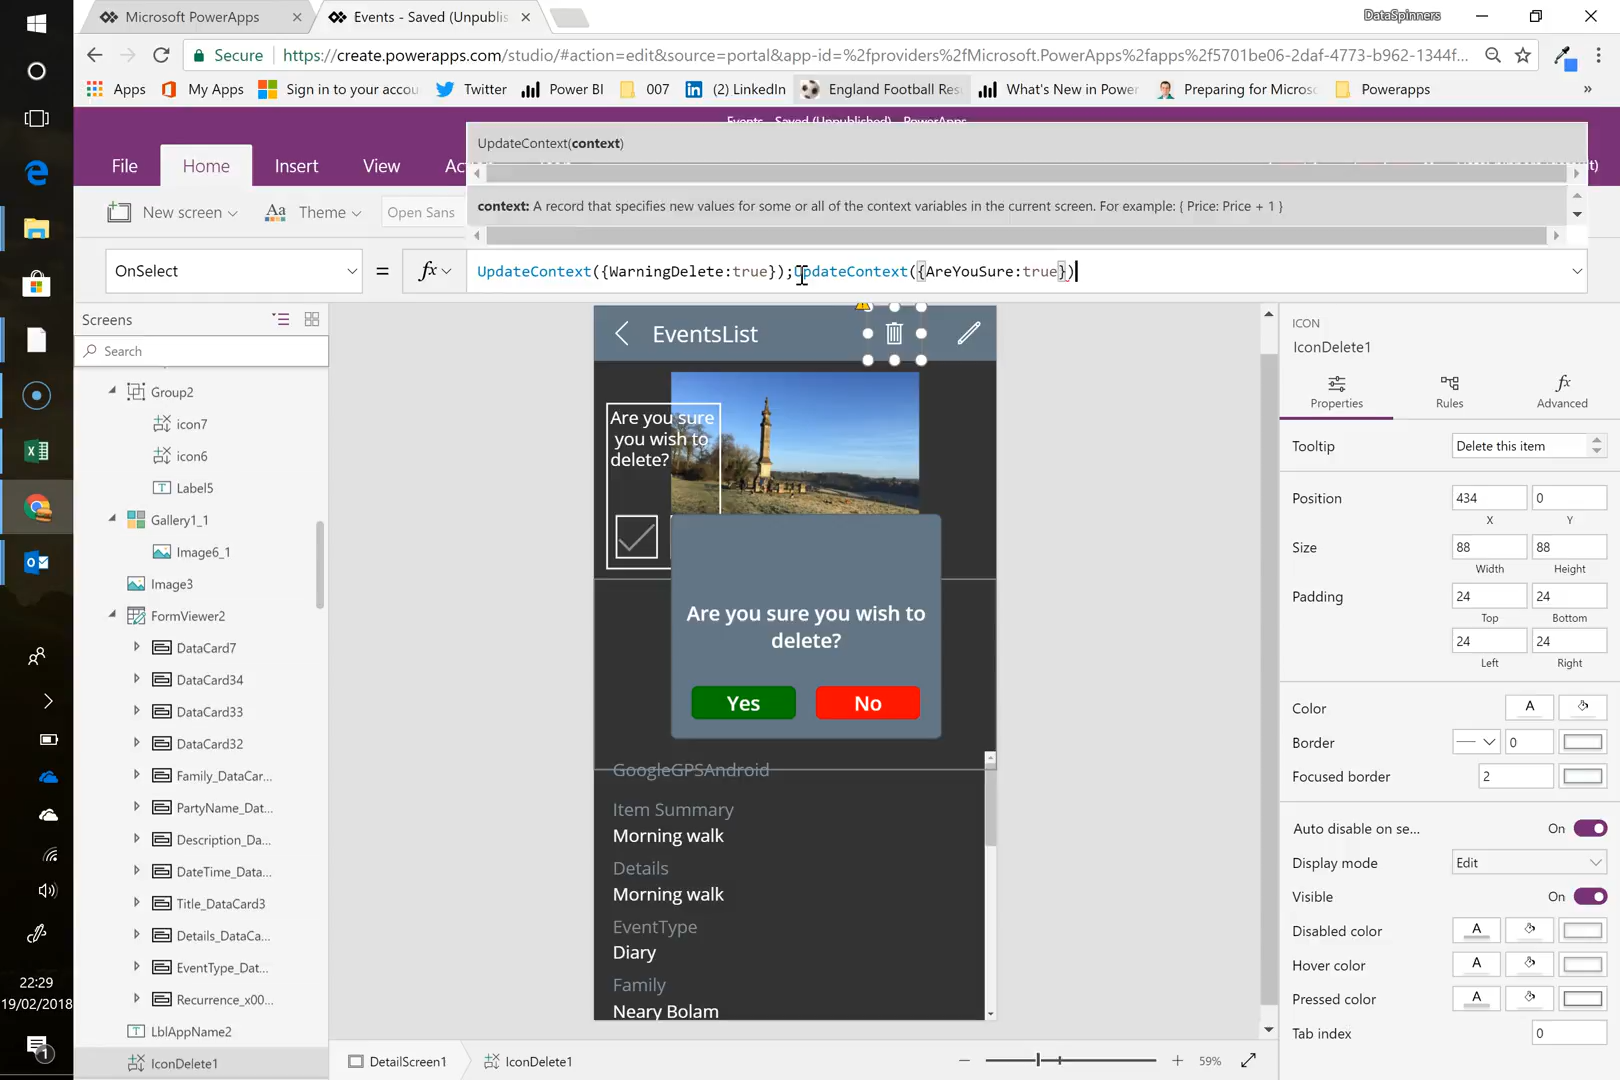 Microsoft PowerApps
Events - Saved (Unpublis
DataSpinners
Secure
https://create.powerapps.com/studio/#action=edit&source=portal&app-id=%2fproviders%2fMicrosoft.PowerApps%2fapps%2f5701be06-2daf-4773-b962-1344f...
Apps
My Apps
Sign in to your accou
Twitter
Power BI
007
(2) LinkedIn
England Football Res
What's New in Power
Preparing for Micros
Powerapps
»
File
Home
Insert
View
Ac
UpdateContext(context)
context: A record that specifies new values for some or all of the context variables in the current screen. For example: { Price: Price + 1 }
New screen
Theme
Open Sans
OnSelect
=
fx
UpdateContext({WarningDelete:true});UpdateContext({AreYouSure:true})
Screens
Search
Group2
icon7
icon6
Label5
Gallery1_1
Image6_1
Image3
FormViewer2
DataCard7
DataCard34
DataCard33
DataCard32
Family_DataCar...
PartyName_Dat...
Description_Da...
DateTime_Data...
Title_DataCard3
Details_DataCa...
EventType_Dat...
Recurrence_x00...
LblAppName2
IconDelete1
EventsList
Are you sure
you wish to
delete?
Are you sure you wish to
delete?
Yes
No
GoogleGPSAndroid
Item Summary
Morning walk
Details
Morning walk
EventType
Diary
Family
Neary Bolam
DetailScreen1
IconDelete1
59%
ICON
IconDelete1
Properties
Rules
Advanced
Tooltip
Delete this item
Position
434
0
X
Y
Size
88
88
Width
Height
Padding
24
24
Top
Bottom
24
24
Left
Right
Color
A
Border
0
Focused border
2
Auto disable on se...
On
Display mode
Edit
Visible
On
Disabled color
A
Hover color
A
Pressed color
A
Tab index
0
22:29
19/02/2018
1